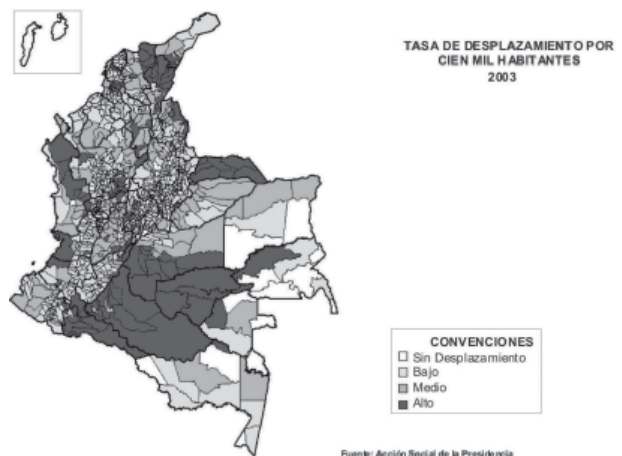 TASA DE DESPLAZAMIENTO POR
CIEN MIL HABITANTES
2003
CONVENCIONES
Sin Desplazamiento
Bajo
Medio
Alto
Fuente: Acción Social de la Presidencia